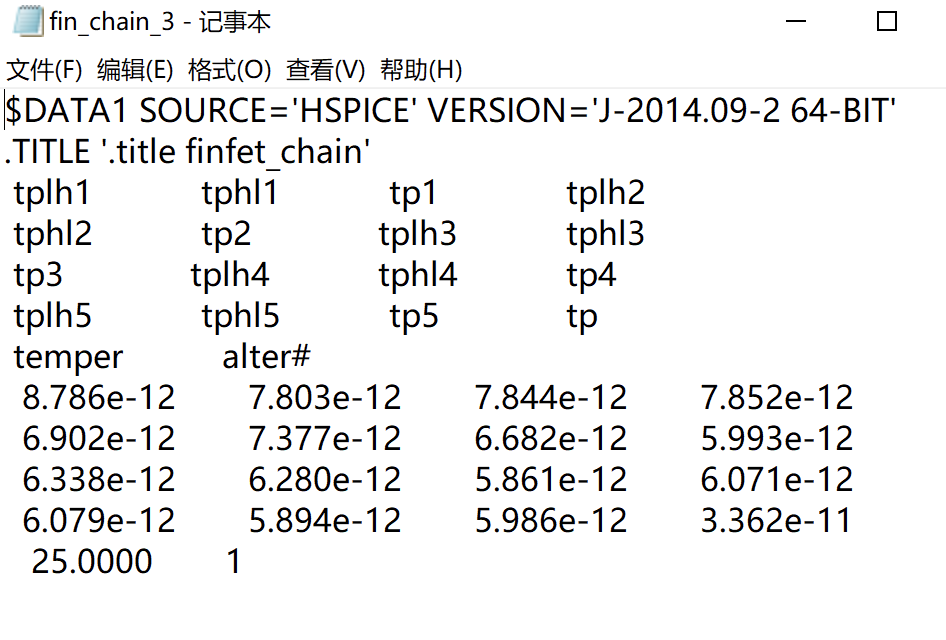 fin_chain_3 - 记事本
文件(F) 编辑(E) 格式(O) 查看(V) 帮助(H)
$DATA1 SOURCE='HSPICE' VERSION='J-2014.09-2 64-BIT'
.TITLE '.title finfet_chain'
tplh1 tphl1 tp1 tplh2
tphl2 tp2 tplh3 tphl3
tp3 tplh4 tphl4 tp4
tplh5 tphl5 tp5 tp
temper alter#
8.786e-12 7.803e-12 7.844e-12 7.852e-12
6.902e-12 7.377e-12 6.682e-12 5.993e-12
6.338e-12 6.280e-12 5.861e-12 6.071e-12
6.079e-12 5.894e-12 5.986e-12 3.362e-11
25.0000 1